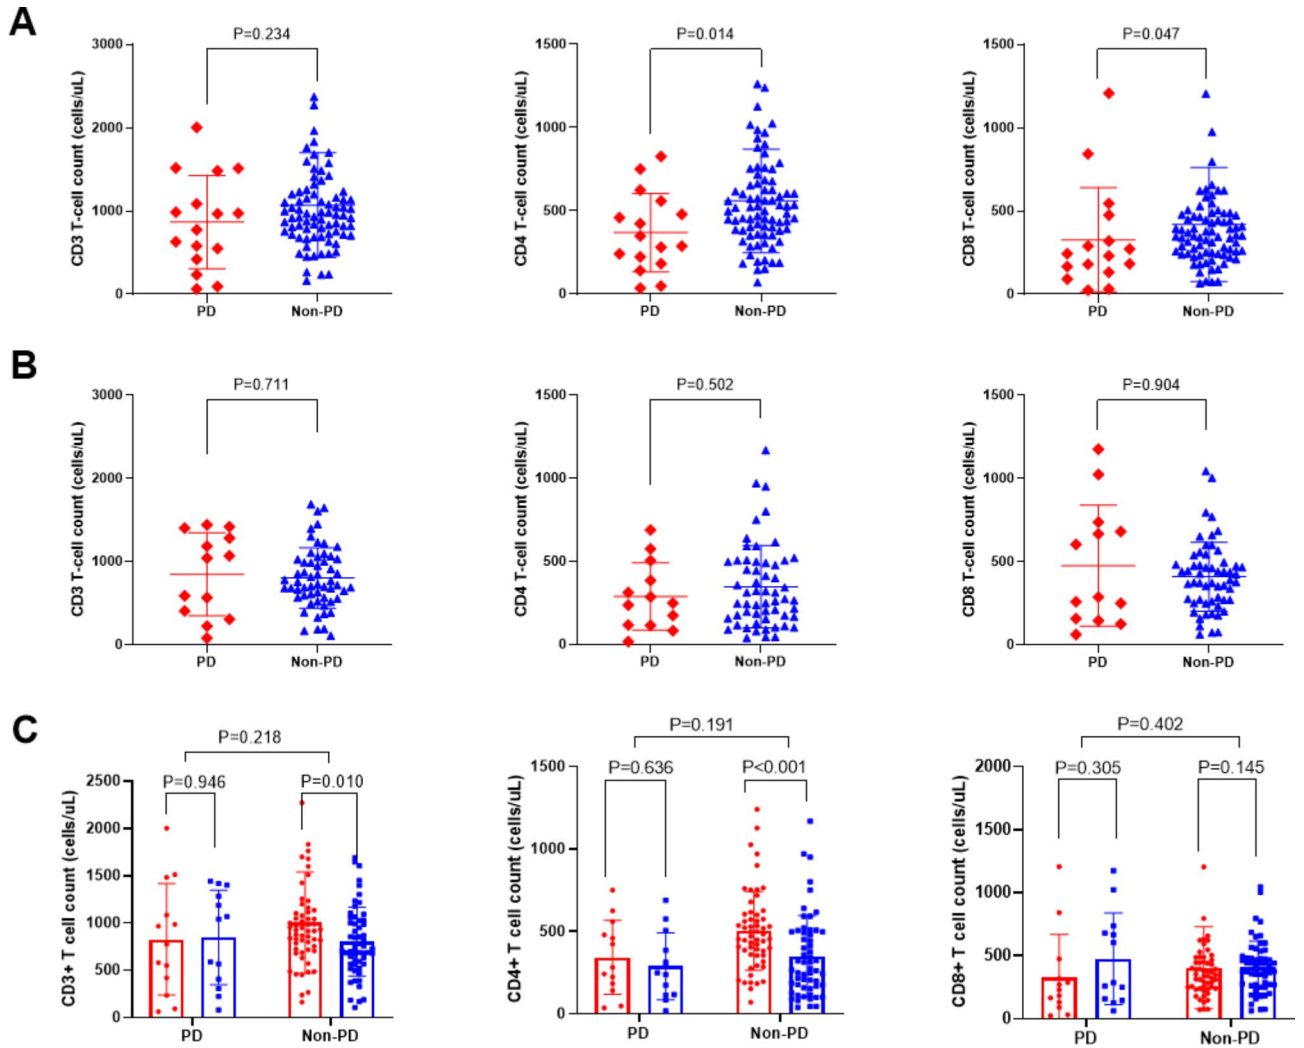 A
P=0.234
CD3 T-cell count (cells/uL)
3000
2000
1000
0
PD
Non-PD
P=0.014
CD4 T-cell count (cells/uL)
1500
1000
500
0
PD
Non-PD
P=0.047
CD8 T-cell count (cells/uL)
1500
1000
500
0
PD
Non-PD
B
P=0.711
CD3 T-cell count (cells/uL)
3000
2000
1000
0
PD
Non-PD
P=0.502
CD4 T-cell count (cells/uL)
1500
1000
500
0
PD
Non-PD
P=0.904
CD8 T-cell count (cells/uL)
1500
1000
500
0
PD
Non-PD
C
P=0.218
P=0.946
P=0.010
CD3+ T cell count (cells/uL)
2500
2000
1500
1000
500
0
PD
Non-PD
P=0.191
P=0.636
P<0.001
CD4+ T cell count (cells/uL)
1500
1000
500
0
PD
Non-PD
P=0.402
P=0.305
P=0.145
CD8+ T cell count (cells/uL)
2000
1500
1000
500
0
PD
Non-PD